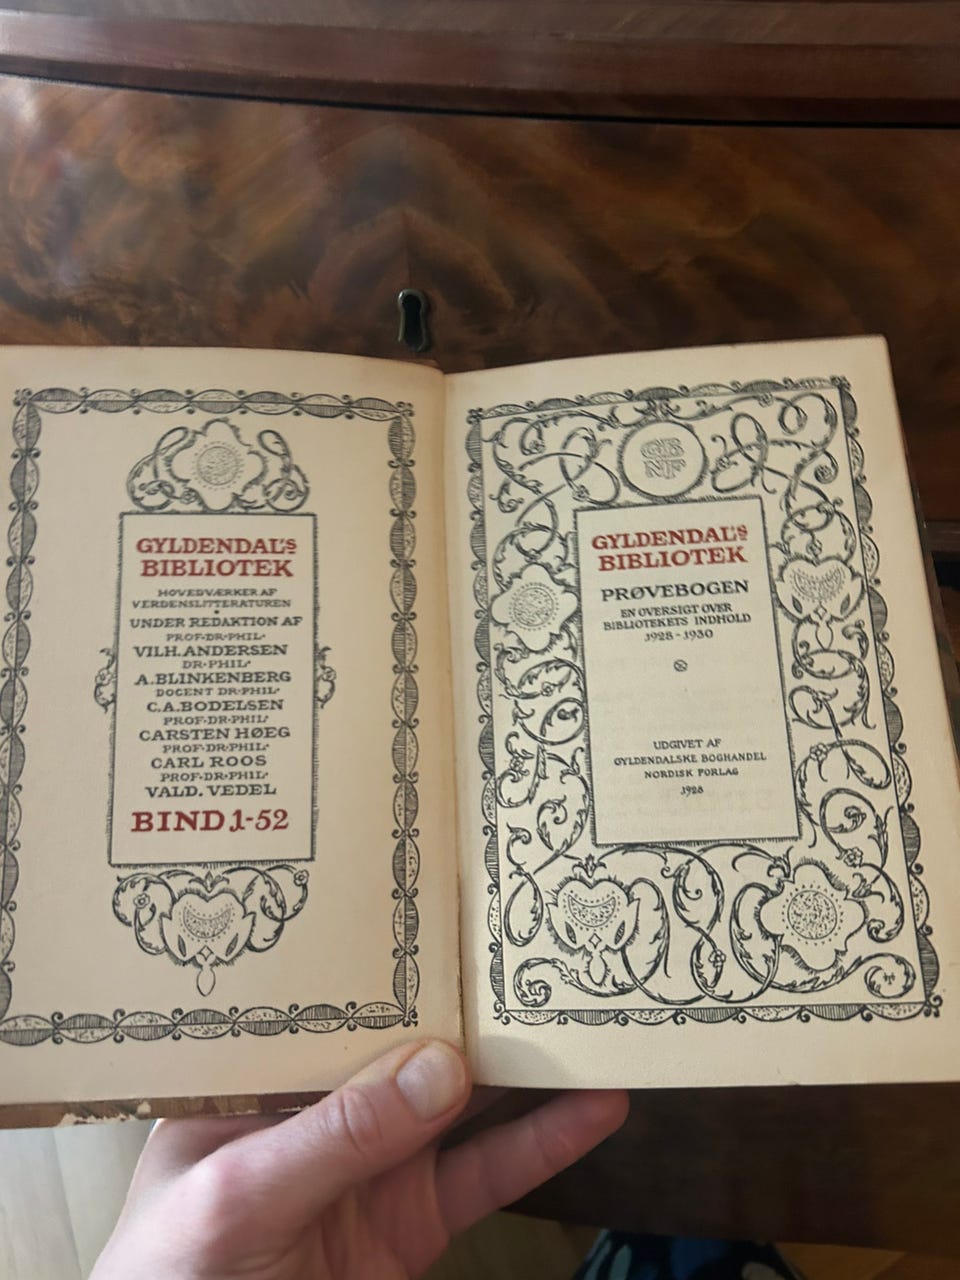 GYLDENDAL'S
BIBLIOTEK
HOVEDVÆRKER AF
VERDENSLITTERATUREN
UNDER REDAKTION AF
PROF·DR·PHIL·
VILH. ANDERSEN
DR·PHIL·
A. BLINKENBERG
DOCENT DR·PHIL·
C.A. BODELSEN
PROF·DR·PHIL·
CARSTEN HØEG
PROF·DR·PHIL·
CARL ROOS
PROF·DR·PHIL·
VALD. VEDEL
BIND 1-52
GB
NF
GYLDENDAL'S
BIBLIOTEK
PRØVEBOGEN
EN OVERSIGT OVER
BIBLIOTEKETS INDHOLD
1928-1930
UDGIVET AF
GYLDENDALSKE BOGHANDEL
NORDISK FORLAG
1928